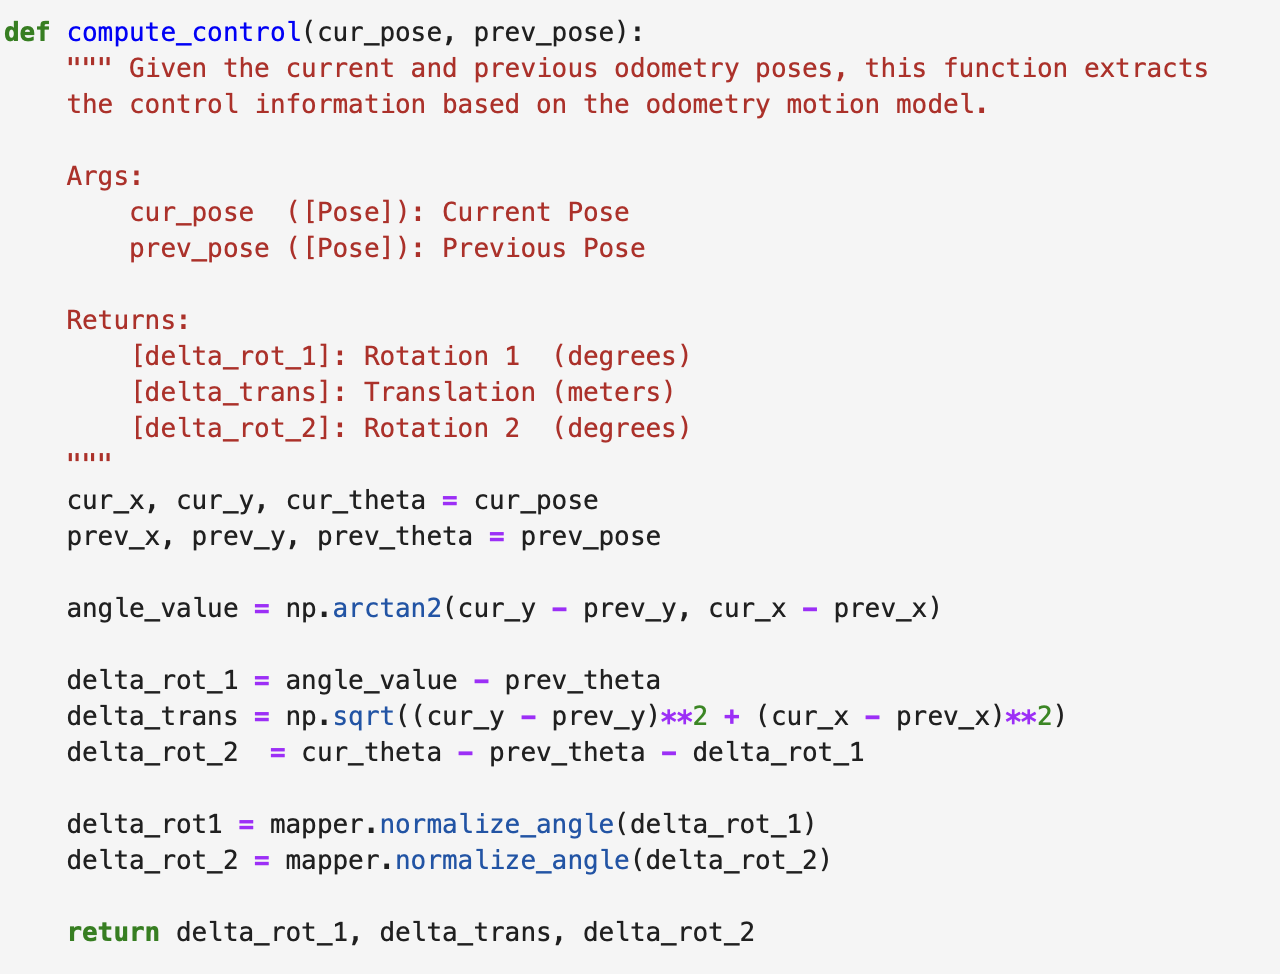 def compute_control(cur_pose, prev_pose):
    """ Given the current and previous odometry poses, this function extracts
    the control information based on the odometry motion model.

    Args:
        cur_pose  ([Pose]): Current Pose
        prev_pose ([Pose]): Previous Pose

    Returns:
        [delta_rot_1]: Rotation 1  (degrees)
        [delta_trans]: Translation (meters)
        [delta_rot_2]: Rotation 2  (degrees)
    """
    cur_x, cur_y, cur_theta = cur_pose
    prev_x, prev_y, prev_theta = prev_pose

    angle_value = np.arctan2(cur_y - prev_y, cur_x - prev_x)

    delta_rot_1 = angle_value - prev_theta
    delta_trans = np.sqrt((cur_y - prev_y)**2 + (cur_x - prev_x)**2)
    delta_rot_2  = cur_theta - prev_theta - delta_rot_1

    delta_rot1 = mapper.normalize_angle(delta_rot_1)
    delta_rot_2 = mapper.normalize_angle(delta_rot_2)

    return delta_rot_1, delta_trans, delta_rot_2